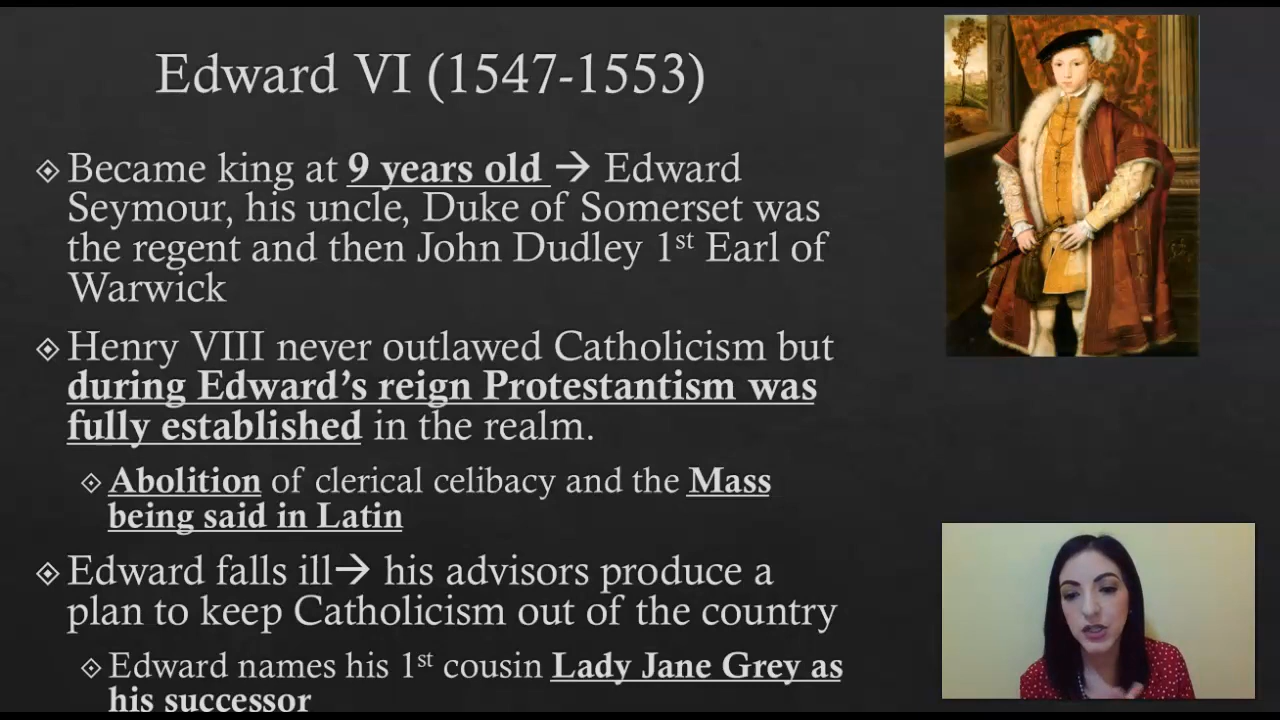 Edward VI (1547-1553)
Became king at 9 years old → Edward
Seymour, his uncle, Duke of Somerset was
the regent and then John Dudley 1st Earl of
Warwick
Henry VIII never outlawed Catholicism but
during Edward's reign Protestantism was
fully established in the realm.
Abolition of clerical celibacy and the Mass
being said in Latin
Edward falls ill→ his advisors produce a
plan to keep Catholicism out of the country
Edward names his 1st cousin Lady Jane Grey as
his successor